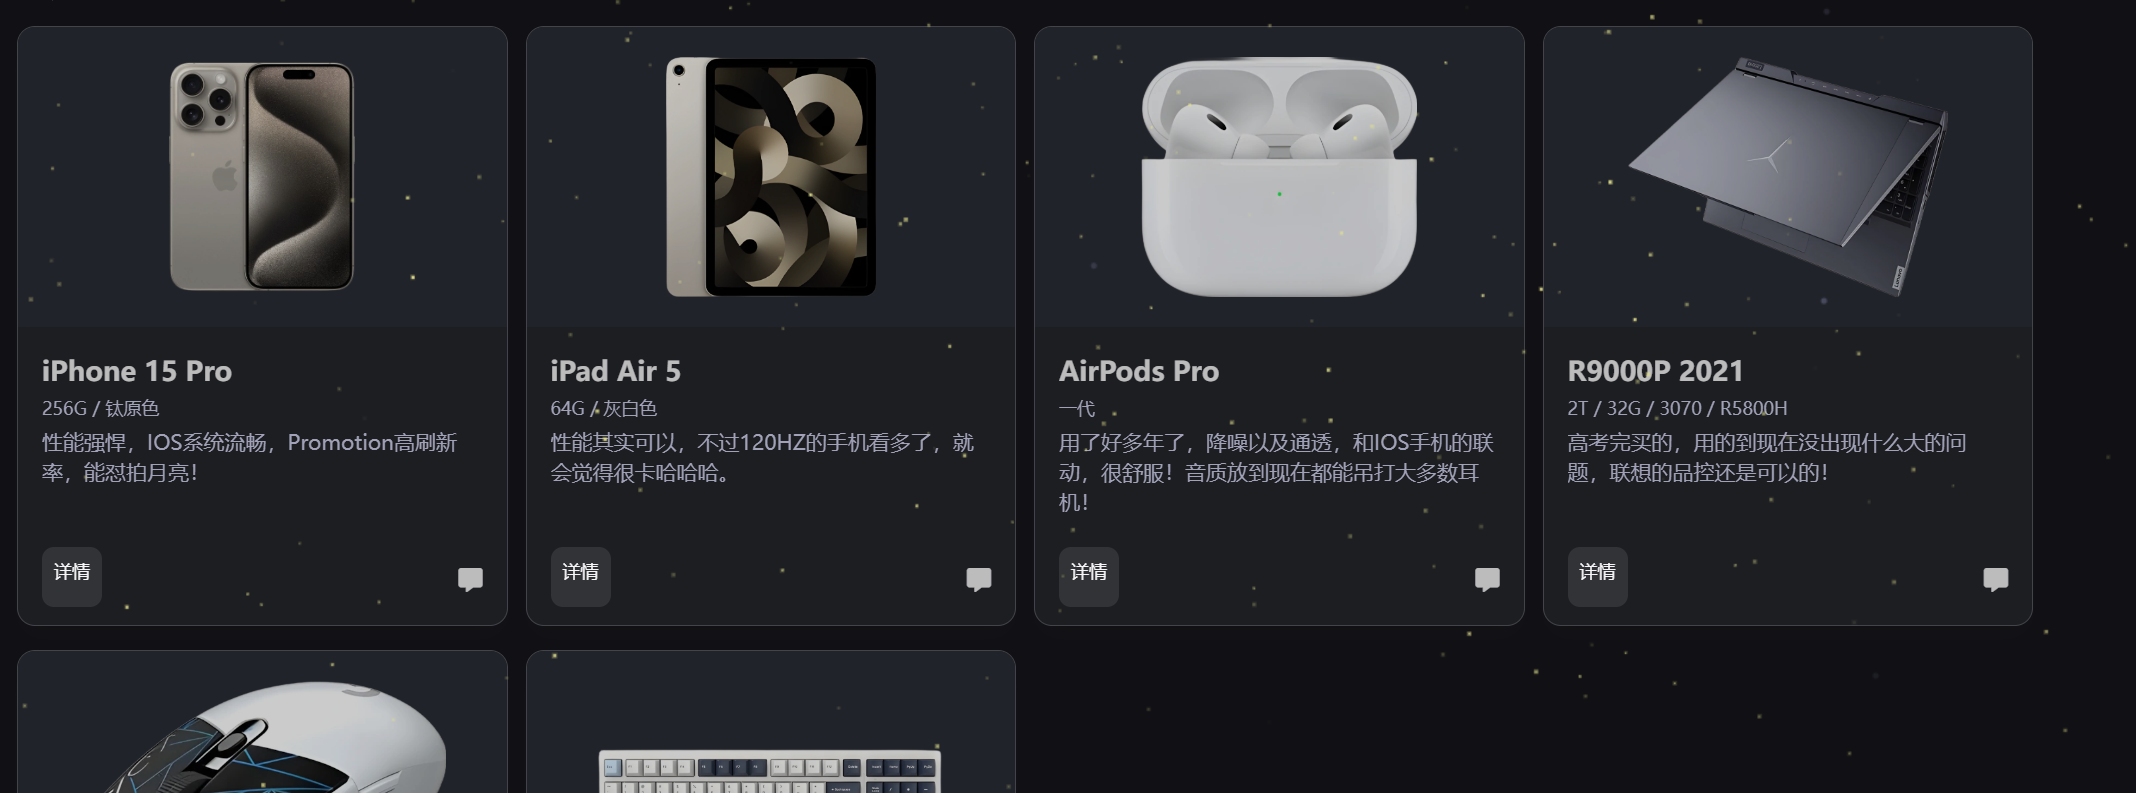 iPhone 15 Pro
256G / 钛原色
性能强悍，IOS系统流畅，Promotion高刷新
率，能怼拍月亮！
详情
iPad Air 5
64G / 灰白色
性能其实可以，不过120HZ的手机看多了，就
会觉得很卡哈哈哈。
详情
AirPods Pro
一代
用了好多年了，降噪以及通透，和IOS手机的联
动，很舒服！音质放到现在都能吊打大多数耳
机！
详情
R9000P 2021
2T / 32G / 3070 / R5800H
高考完买的，用的到现在没出现什么大的问
题，联想的品控还是可以的！
详情